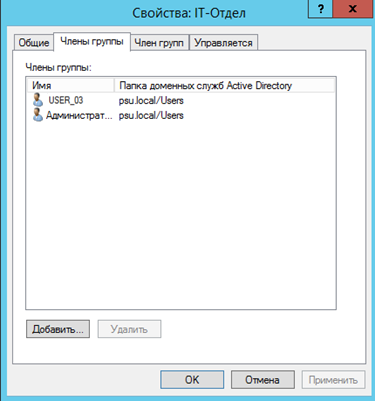 Свойства: IT-Отдел
? x
Общие Члены группы Член групп Управляется
Члены группы:
Имя Папка доменных служб Active Directory
USER_03 psu.local/Users
Администрат... psu.local/Users
Добавить... Удалить
OK Отмена Применить